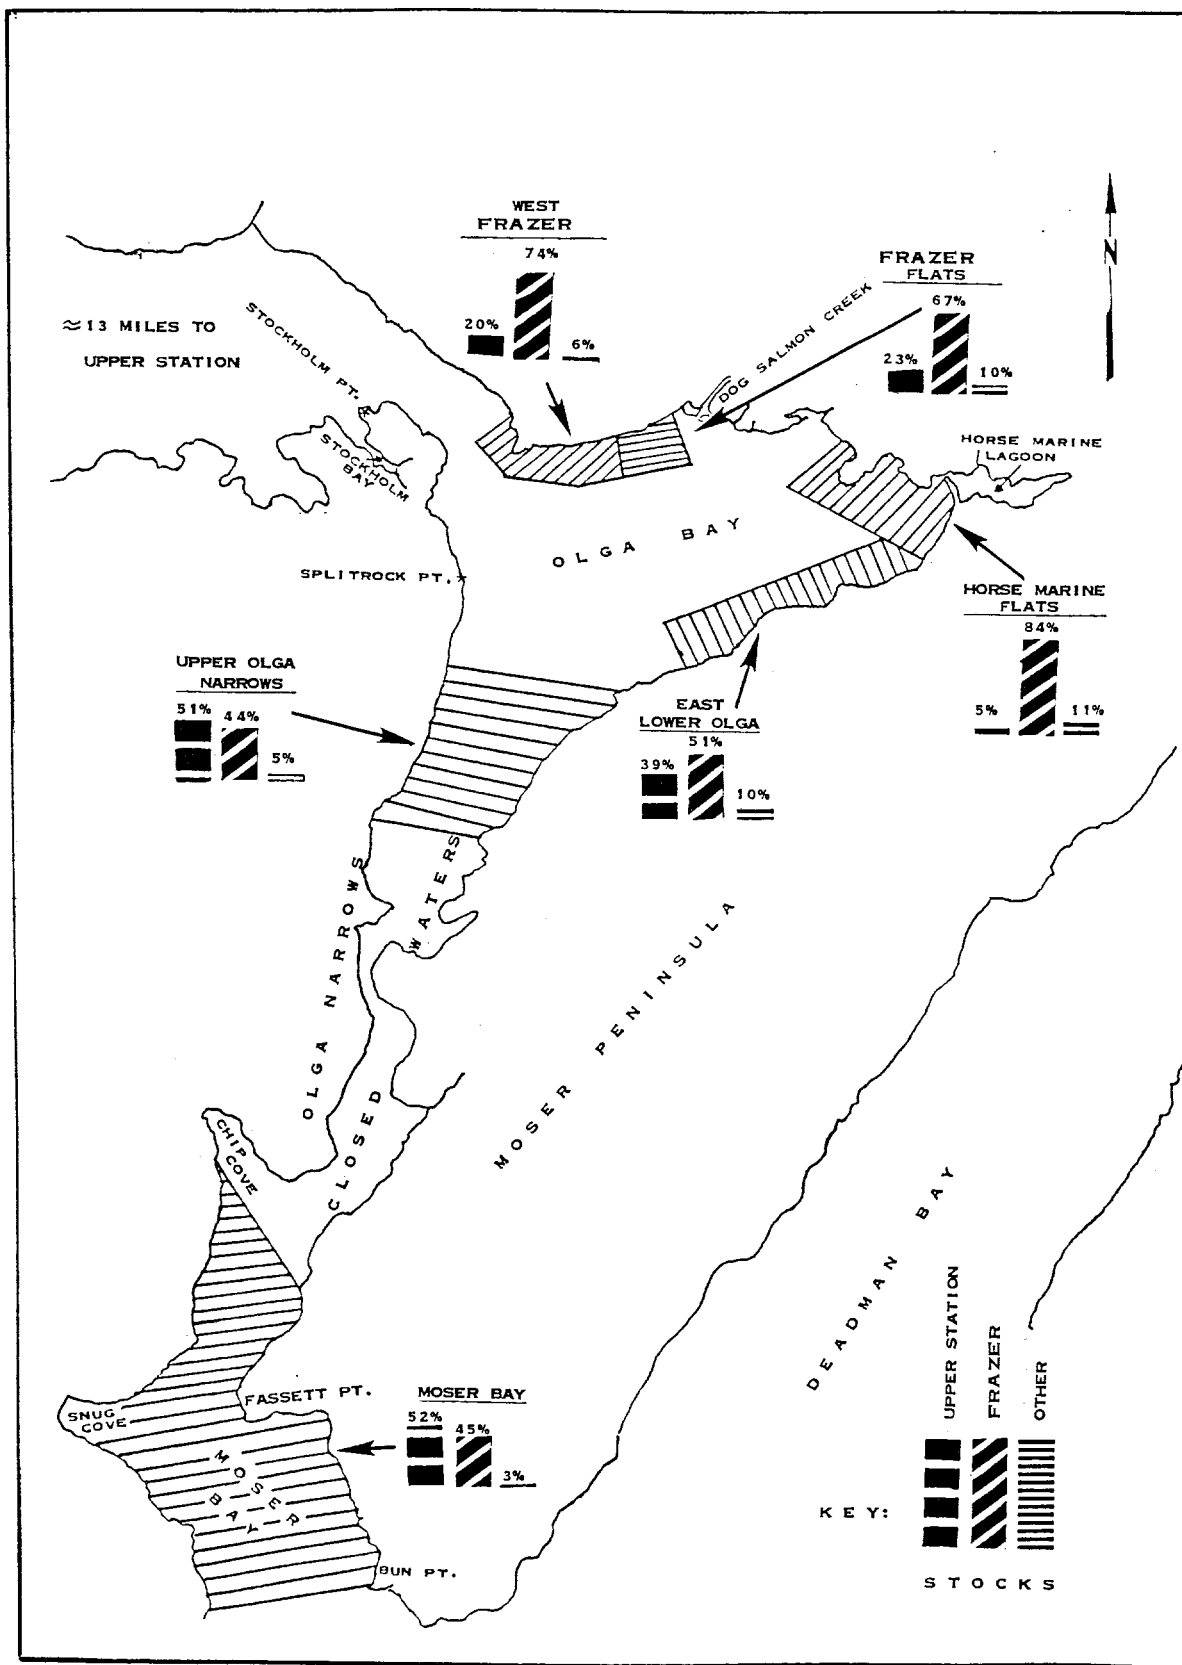 WEST
FRAZER
74%
20%
6%
FRAZER
FLATS
67%
23%
10%
N
≈13 MILES TO
UPPER STATION
STOCKHOLM PT.
STOCKHOLM
BAY
DOG SALMON CREEK
HORSE MARINE
LAGOON
OLGA BAY
SPLITROCK PT.
HORSE MARINE
FLATS
84%
5%
11%
UPPER OLGA
NARROWS
51%
44%
5%
EAST
LOWER OLGA
51%
39%
10%
OLGA NARROWS
CLOSED WATERS
MOSER PENINSULA
CHIP
COVE
DEADMAN BAY
FASSETT PT.
SNUG
COVE
MOSER BAY
52%
45%
3%
MOSER
BAY
BUN PT.
UPPER STATION
FRAZER
OTHER
KEY:
STOCKS